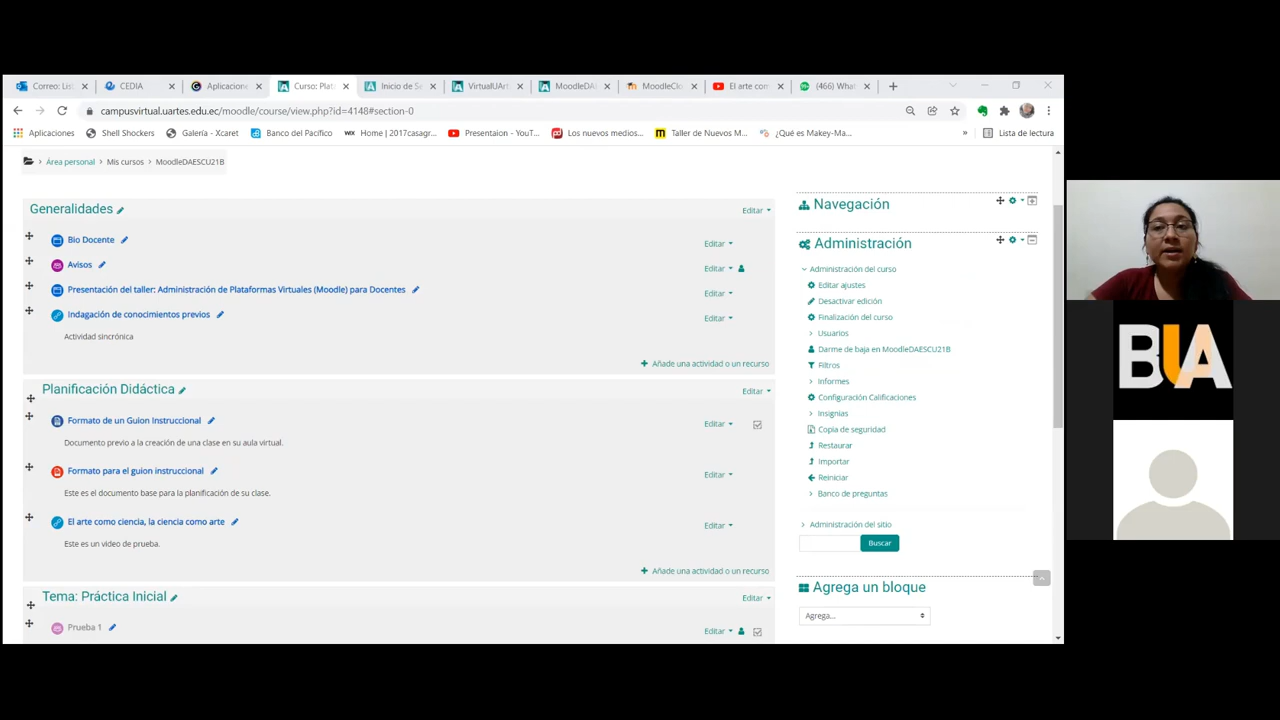 Correo: Lis
CEDIA
Aplicacione
Curso: Plat
Inicio de Se
VirtualUArt
MoodleDA
MoodleClo
El arte com
(466) What
campusvirtual.uartes.edu.ec/moodle/course/view.php?id=4148#section-0
Aplicaciones
Shell Shockers
Galería - Xcaret
Banco del Pacífico
WIX Home | 2017casagr...
Presentaion - YouT...
Los nuevos medios...
Taller de Nuevos M...
¿Qué es Makey-Ma...
»
Lista de lectura
Área personal > Mis cursos > MoodleDAESCU21B
Generalidades
Editar
Bio Docente
Editar
Avisos
Editar
Presentación del taller: Administración de Plataformas Virtuales (Moodle) para Docentes
Editar
Indagación de conocimientos previos
Editar
Actividad sincrónica
Añade una actividad o un recurso
Planificación Didáctica
Editar
Formato de un Guion Instruccional
Editar
Documento previo a la creación de una clase en su aula virtual.
Formato para el guion instruccional
Editar
Este es el documento base para la planificación de su clase.
El arte como ciencia, la ciencia como arte
Editar
Este es un video de prueba.
Añade una actividad o un recurso
Tema: Práctica Inicial
Editar
Prueba 1
Editar
Navegación
Administración
Administración del curso
Editar ajustes
Desactivar edición
Finalización del curso
Usuarios
Darme de baja en MoodleDAESCU21B
Filtros
Informes
Configuración Calificaciones
Insignias
Copia de seguridad
Restaurar
Importar
Reiniciar
Banco de preguntas
Administración del sitio
Buscar
Agrega un bloque
Agrega...
BUA